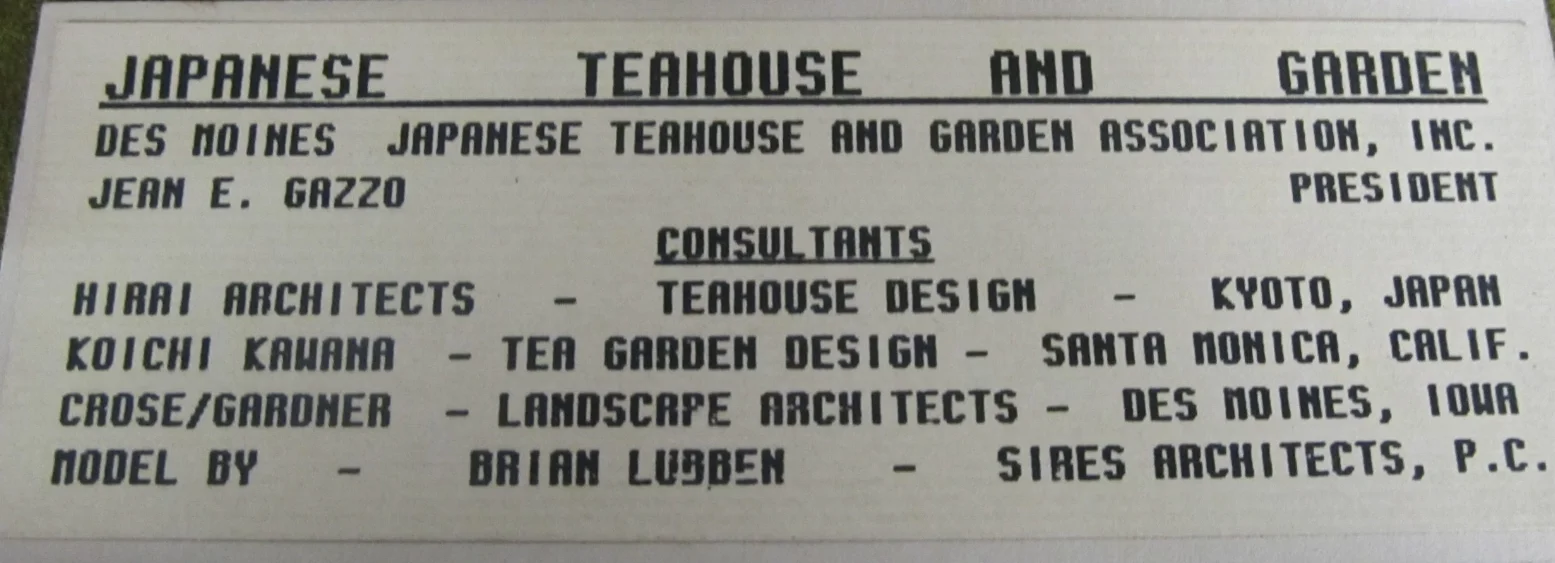 JAPANESE TEAHOUSE AND GARDEN
DES MOINES JAPANESE TEAHOUSE AND GARDEN ASSOCIATION, INC.
JEAN E. GAZZO PRESIDENT
CONSULTANTS
HIRAI ARCHITECTS - TEAHOUSE DESIGN - KYOTO, JAPAN
KOICHI KAWANA - TEA GARDEN DESIGN - SANTA MONICA, CALIF.
CROSE/GARDNER - LANDSCAPE ARCHITECTS - DES MOINES, IOWA
MODEL BY - BRIAN LUBBEN - SIRES ARCHITECTS, P.C.